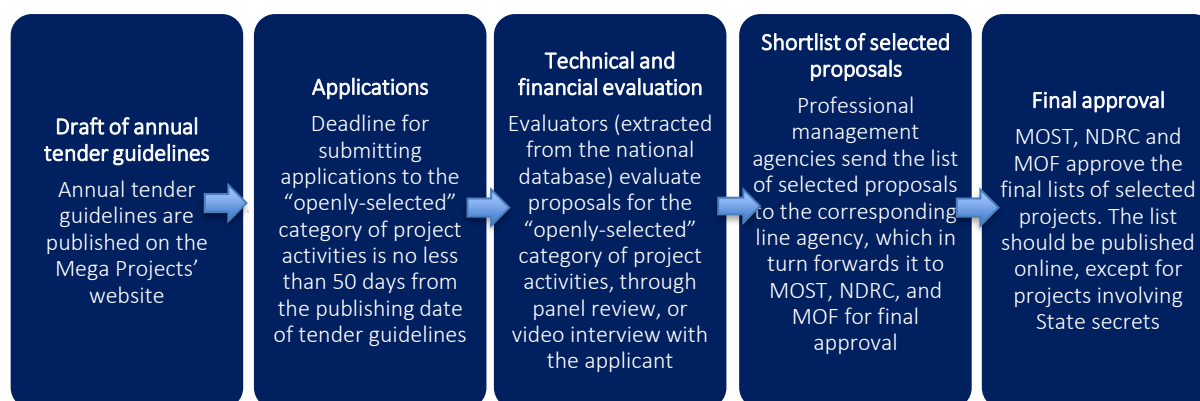 Draft of annual
tender guidelines
Annual tender
guidelines are
published on the
Mega Projects’
website
Applications
Deadline for
submitting
applications to the
“openly-selected”
category of project
activities is no less
than 50 days from
the publishing date
of tender guidelines
Technical and
financial evaluation
Evaluators (extracted
from the national
database) evaluate
proposals for the
“openly-selected”
category of project
activities, through
panel review, or
video interview with
the applicant
Shortlist of selected
proposals
Professional
management
agencies send the list
of selected proposals
to the corresponding
line agency, which in
turn forwards it to
MOST, NDRC, and
MOF for final
approval
Final approval
MOST, NDRC and
MOF approve the
final lists of selected
projects. The list
should be published
online, except for
projects involving
State secrets